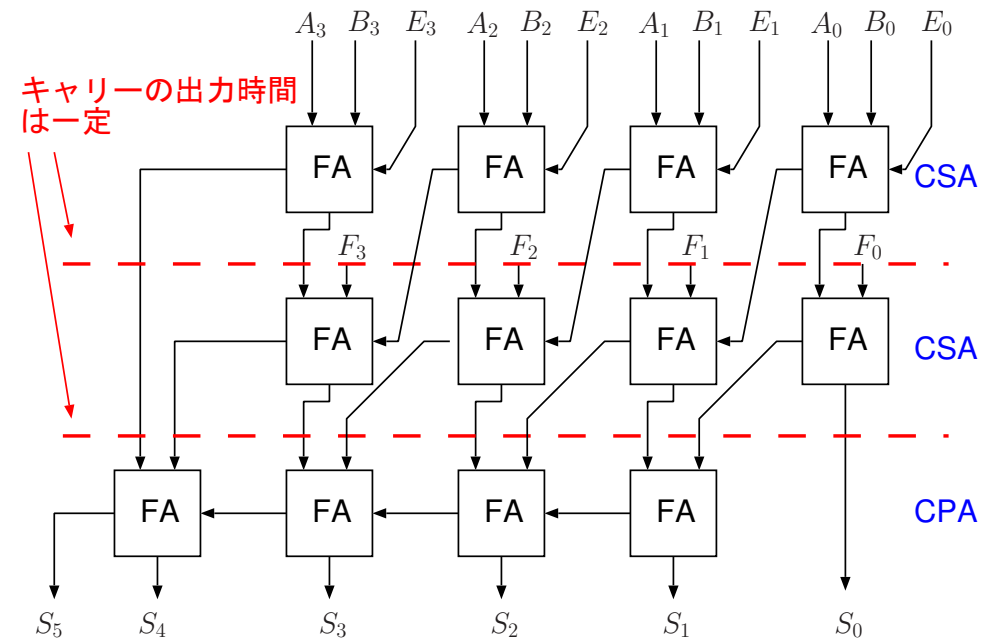 A₃ B₃ E₃ A₂ B₂ E₂ A₁ B₁ E₁ A₀ B₀ E₀
キャリーの出力時間
は一定
FA FA FA FA CSA
F₃ F₂ F₁ F₀
FA FA FA FA CSA
FA FA FA FA CPA
S₅ S₄ S₃ S₂ S₁ S₀